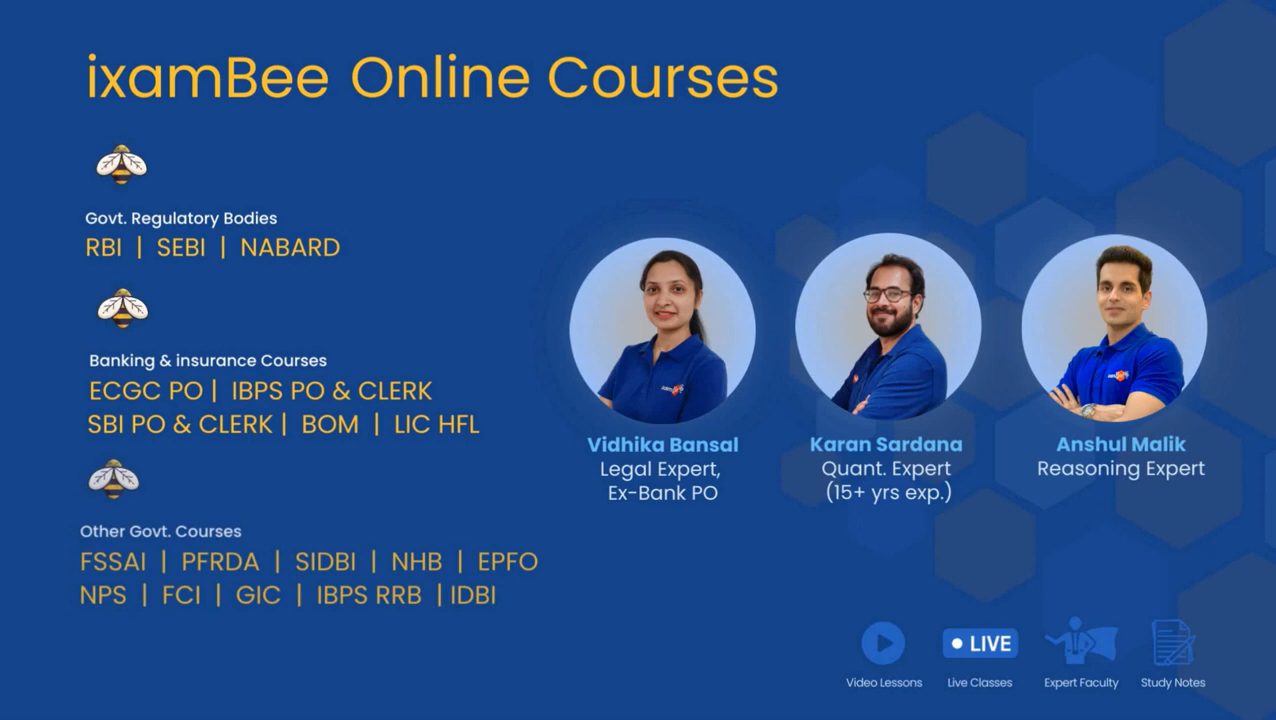 ixamBee Online Courses
Govt. Regulatory Bodies
RBI | SEBI | NABARD
Banking & insurance Courses
ECGC PO | IBPS PO & CLERK
SBI PO & CLERK | BOM | LIC HFL
Other Govt. Courses
FSSAI | PFRDA | SIDBI | NHB | EPFO
NPS | FCI | GIC | IBPS RRB | IDBI
Vidhika Bansal
Legal Expert,
Ex-Bank PO
Karan Sardana
Quant. Expert
(15+ yrs exp.)
Anshul Malik
Reasoning Expert
LIVE
Video Lessons
Live Classes
Expert Faculty
Study Notes